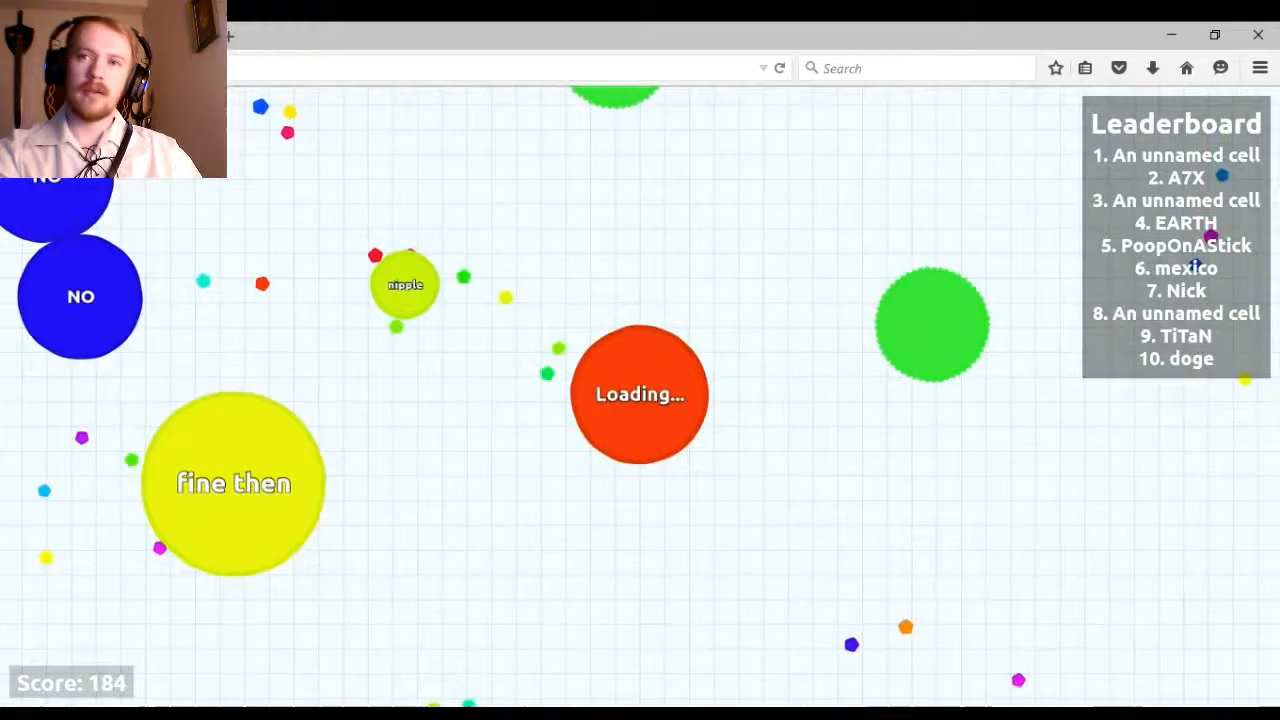 Search
Leaderboard
1. An unnamed cell
2. A7X
3. An unnamed cell
4. EARTH
5. PoopOnAStick
6. mexico
7. Nick
8. An unnamed cell
9. TiTaN
10. doge
NO
nipple
NO
Loading...
fine then
Score: 184